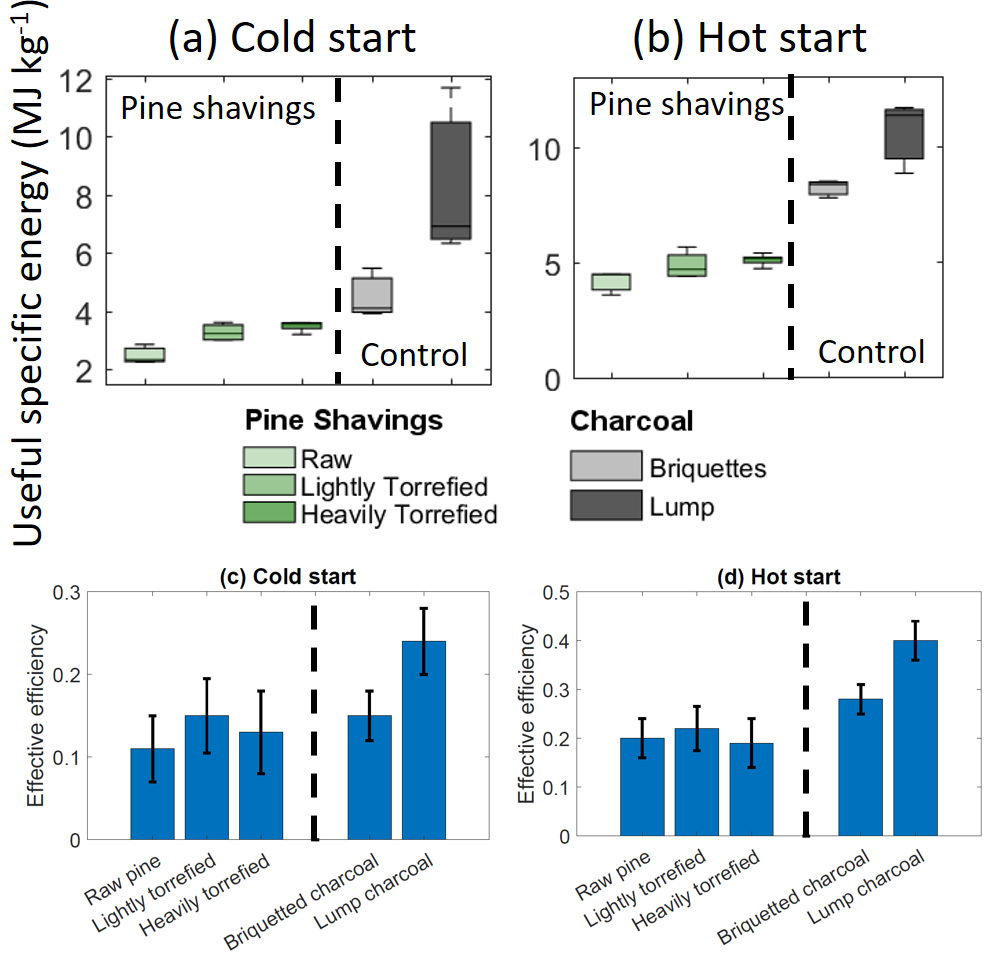 (a) Cold start
(b) Hot start
Useful specific energy (MJ kg⁻¹)
12
10
8
6
4
2
Pine shavings
Control
10
5
0
Pine shavings
Control
Pine Shavings
Raw
Lightly Torrefied
Heavily Torrefied
Charcoal
Briquettes
Lump
(c) Cold start
Effective efficiency
0.3
0.2
0.1
0
Raw pine
Lightly torrefied
Heavily torrefied
Briquetted charcoal
Lump charcoal
(d) Hot start
Effective efficiency
0.5
0.4
0.3
0.2
0.1
0
Raw pine
Lightly torrefied
Heavily torrefied
Briquetted charcoal
Lump charcoal